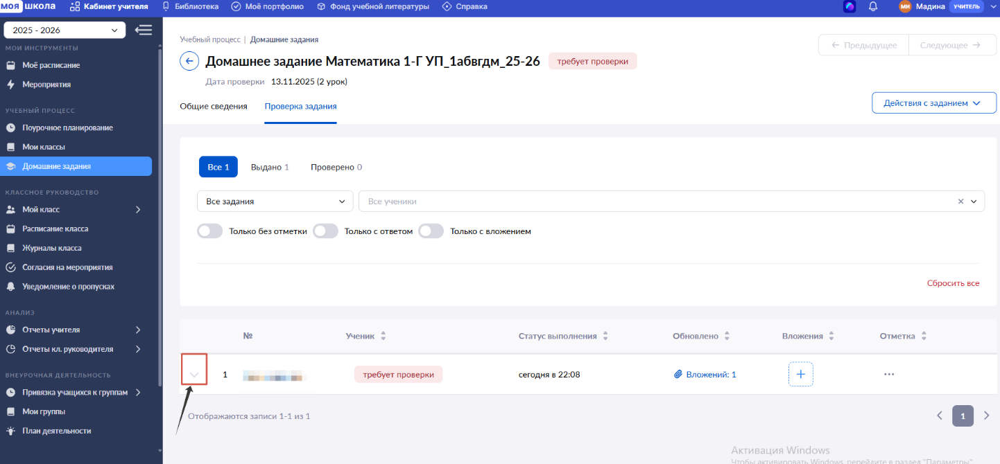 моя школа Кабинет учителя Библиотека Моё портфолио Фонд учебной литературы Справка МИ Мадина УЧИТЕЛЬ
2025 - 2026
МОИ ИНСТРУМЕНТЫ
Моё расписание
Мероприятия
УЧЕБНЫЙ ПРОЦЕСС
Поурочное планирование
Мои классы
Домашние задания
КЛАССНОЕ РУКОВОДСТВО
Мой класс
Расписание класса
Журналы класса
Согласия на мероприятия
Уведомление о пропусках
АНАЛИЗ
Отчеты учителя
Отчеты кл. руководителя
ВНЕУРОЧНАЯ ДЕЯТЕЛЬНОСТЬ
Привязка учащихся к группам
Мои группы
План деятельности
Учебный процесс | Домашние задания
Предыдущее Следующее
Домашнее задание Математика 1-Г УП_1абвгдм_25-26 требует проверки
Дата проверки 13.11.2025 (2 урок)
Общие сведения Проверка задания
Действия с заданием
Все 1 Выдано 1 Проверено 0
Все задания Все ученики
Только без отметки Только с ответом Только с вложением
Сбросить все
№ Ученик Статус выполнения Обновлено Вложения Отметка
1 требует проверки сегодня в 22:08 Вложений: 1
Отображаются записи 1-1 из 1
1
Активация Windows
Чтобы активировать Windows, перейдите в раздел "Параметры".